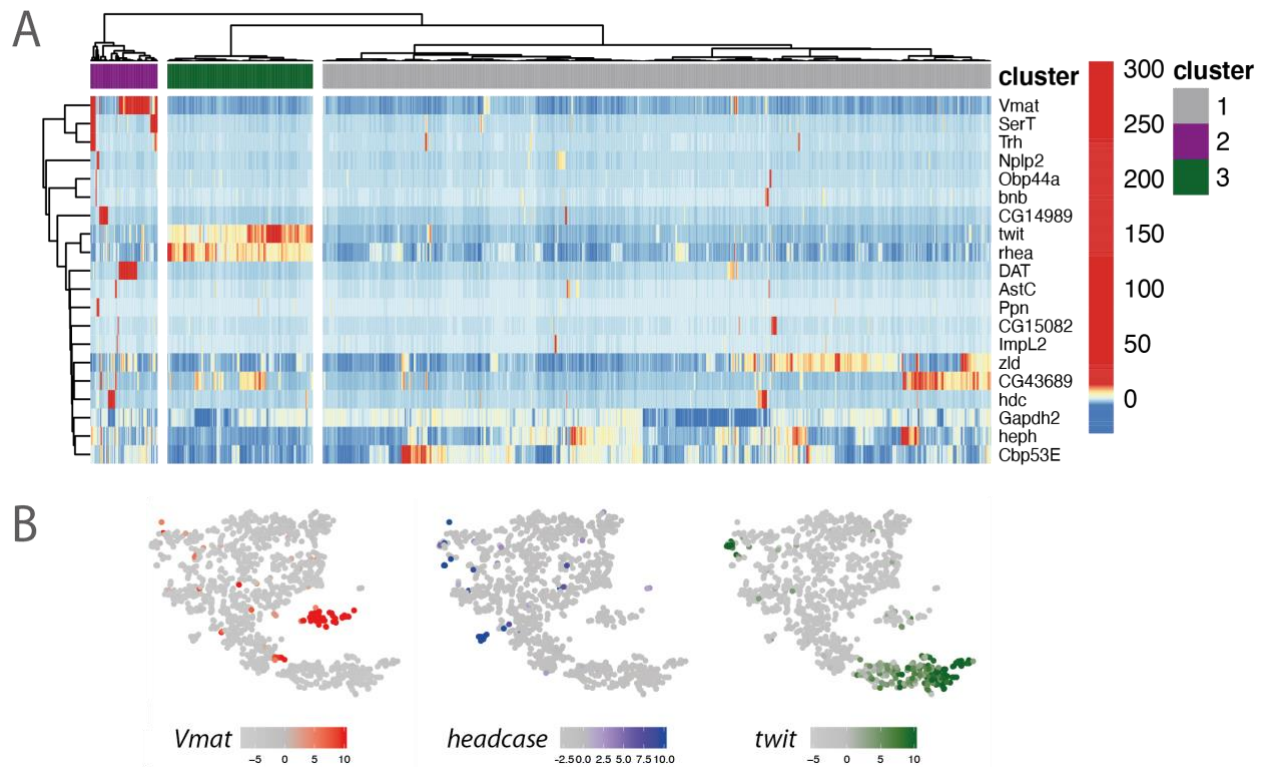 A
cluster
Vmat
SerT
Trh
Nplp2
Obp44a
bnb
CG14989
twit
rhea
DAT
AstC
Ppn
CG15082
ImpL2
zld
CG43689
hdc
Gapdh2
heph
Cbp53E
300
250
200
150
100
50
0
cluster
1
2
3
B
Vmat
-5 0 5 10
headcase
-2.50.0 2.5 5.0 7.5 10.0
twit
-5 0 5 10